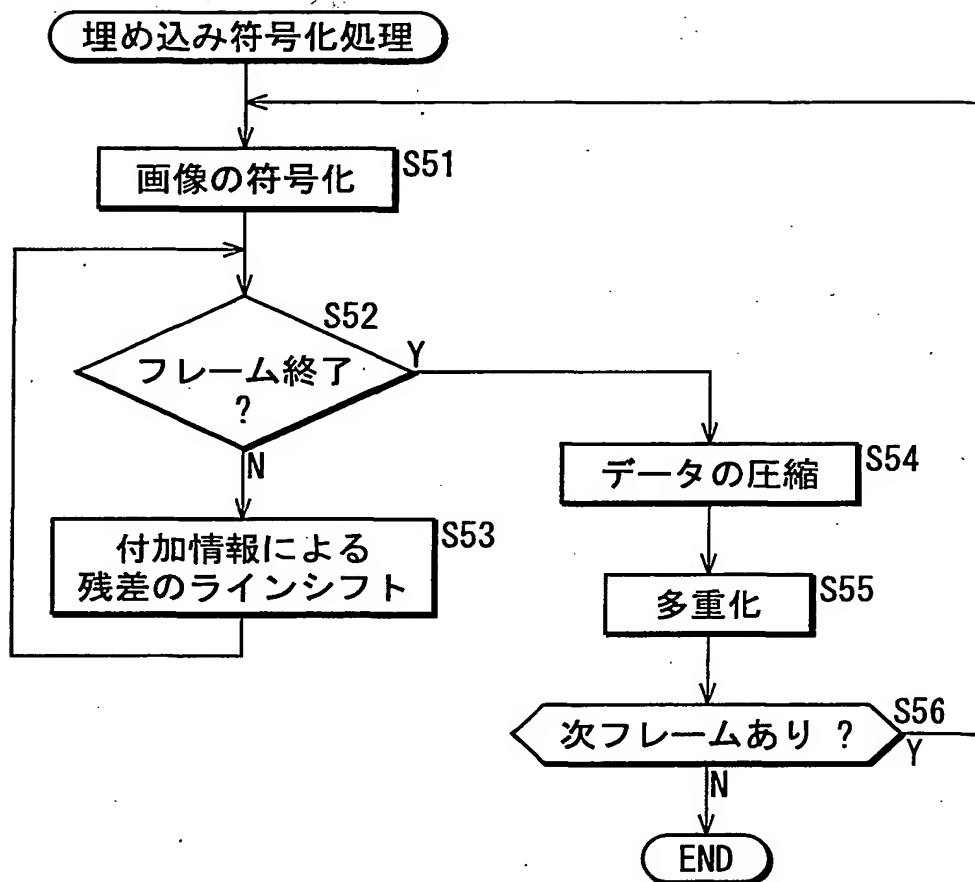 埋め込み符号化処理
画像の符号化
S51
S52
フレーム終了
?
Y
N
付加情報による
残差のラインシフト
S53
データの圧縮
S54
多重化
S55
次フレームあり ?
S56
Y
N
END